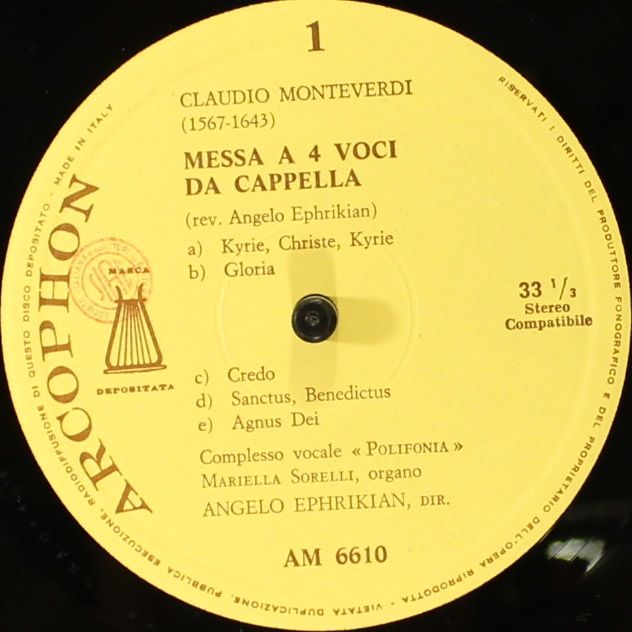 1
CLAUDIO MONTEVERDI
(1567-1643)
MESSA A 4 VOCI
DA CAPPELLA
(rev. Angelo Ephrikian)
a) Kyrie, Christe, Kyrie
b) Gloria
33 1/3
Stereo
Compatibile
c) Credo
d) Sanctus, Benedictus
e) Agnus Dei
Complesso vocale « POLIFONIA »
MARIELLA SORELLI, organo
ANGELO EPHRIKIAN, DIR.
AM 6610
ARCOPHON
MARCA
DEPOSITATA
RISERVATI I DIRITTI DEL PRODUTTORE FONOGRAFICO E DEL PROPRIETARIO DELL'OPERA RIPRODOTTA - VIETATA DUPLICAZIONE, PUBBLICA ESECUZIONE, RADIODIFFUSIONE DI QUESTO DISCO DEPOSITATO - MADE IN ITALY